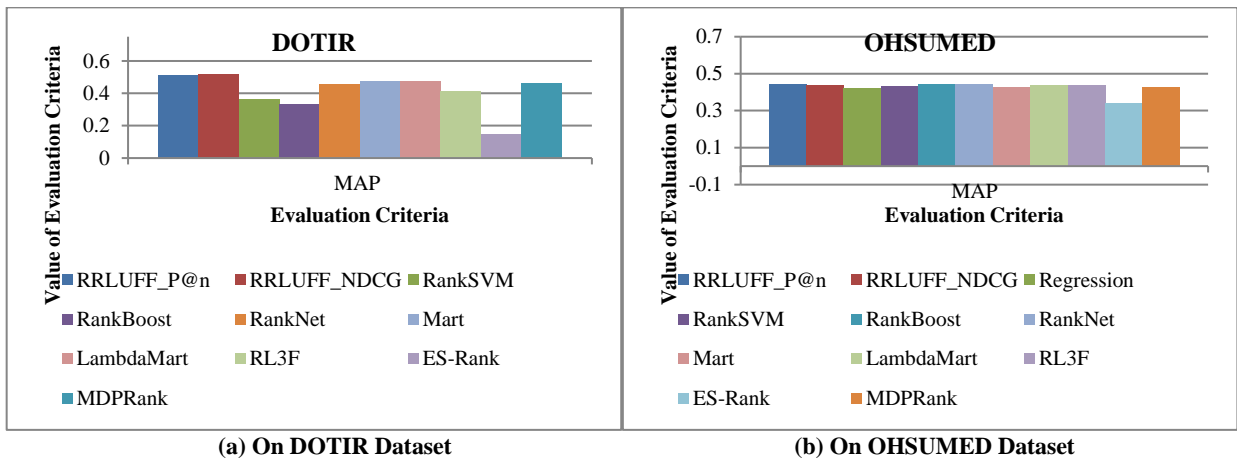 DOTIR
Value of Evaluation Criteria
0.6
0.4
0.2
0
MAP
Evaluation Criteria
RRLUFF_P@n RRLUFF_NDCG RankSVM
RankBoost RankNet Mart
LambdaMart RL3F ES-Rank
MDPRank
(a) On DOTIR Dataset
OHSUMED
Value of Evaluation Criteria
0.7
0.5
0.3
0.1
-0.1
MAP
Evaluation Criteria
RRLUFF_P@n RRLUFF_NDCG Regression
RankSVM RankBoost RankNet
Mart LambdaMart RL3F
ES-Rank MDPRank
(b) On OHSUMED Dataset